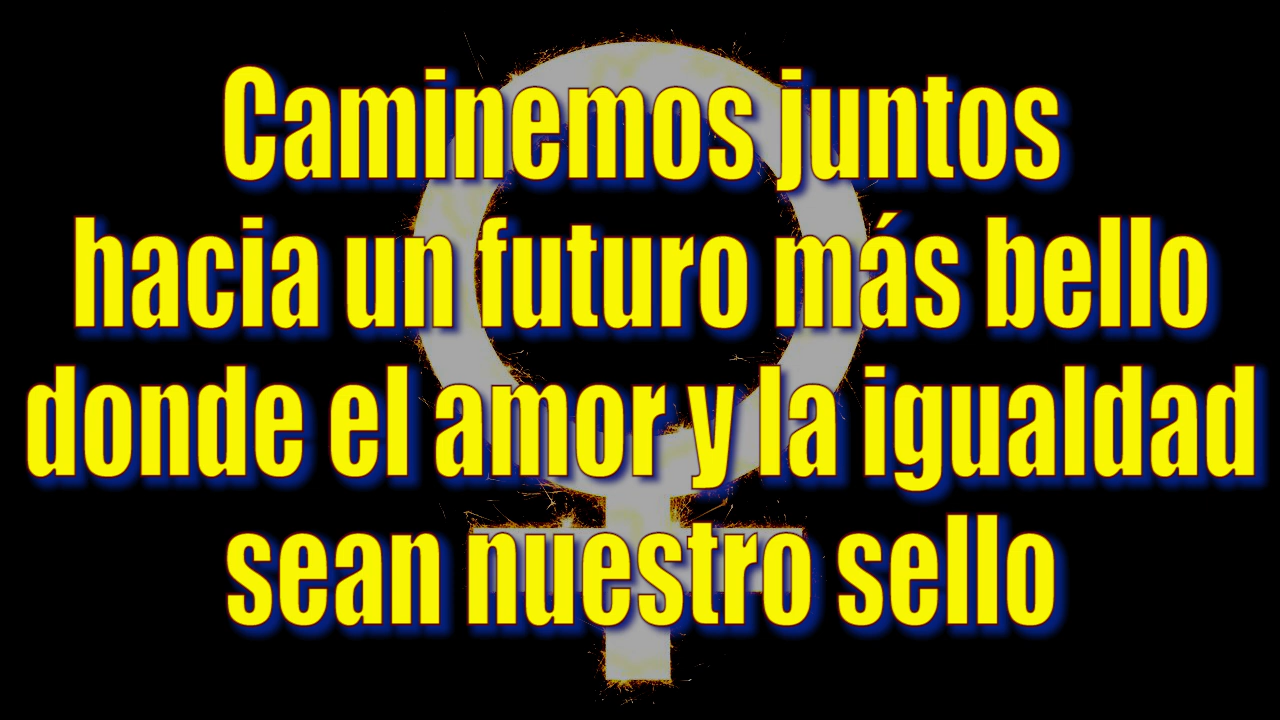 Caminemos juntos
hacia un futuro más bello
donde el amor y la igualdad
sean nuestro sello